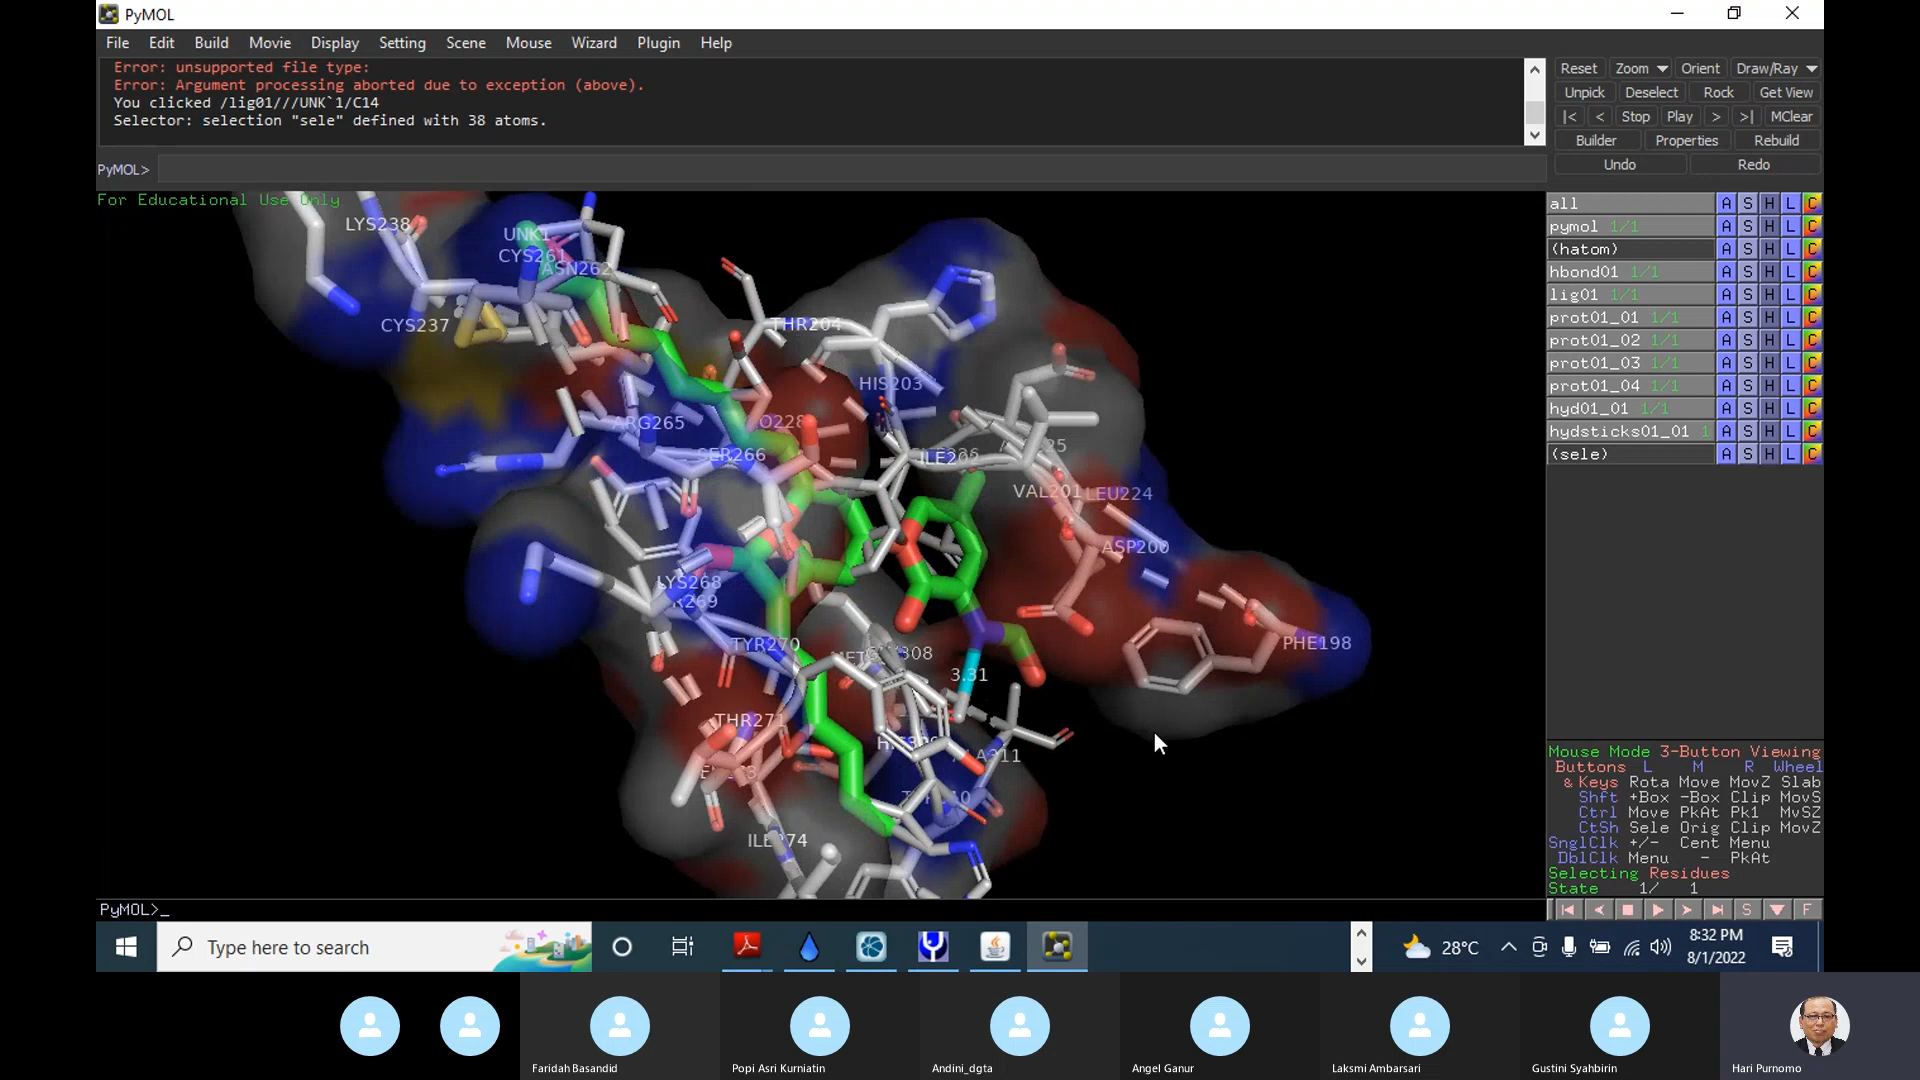 PyMOL
File Edit Build Movie Display Setting Scene Mouse Wizard Plugin Help
Error: unsupported file type:
Error: Argument processing aborted due to exception (above).
You clicked /lig01///UNK`1/C14
Selector: selection "sele" defined with 38 atoms.
PyMOL>
Reset Zoom Orient Draw/Ray
Unpick Deselect Rock Get View
|< < Stop Play > >| MClear
Builder Properties Rebuild
Undo Redo
For Educational Use Only
all A S H L C
pymol 1/1 A S H L C
(hatom) A S H L C
hbond01 1/1 A S H L C
lig01 1/1 A S H L C
prot01_01 1/1 A S H L C
prot01_02 1/1 A S H L C
prot01_03 1/1 A S H L C
prot01_04 1/1 A S H L C
hyd01_01 1/1 A S H L C
hydsticks01_01 1 A S H L C
(sele) A S H L C
LYS238
UNK1
CYS261
ASN262
CYS237
THR204
HIS203
ARG265
SER266
VAL201
LEU224
ASP200
LYS268
TYR270
PHE198
3.31
THR271
Mouse Mode 3-Button Viewing
Buttons L M R Wheel
& Keys Rota Move MovZ Slab
Shft +Box -Box Clip MovS
Ctrl Move PkAt Pk1 MvSZ
CtSh Sele Orig Clip MovZ
SnglClk +/- Cent Menu
DblClk Menu - PkAt
Selecting Residues
State 1/ 1
PyMOL>_
S F
Type here to search
28°C
8:32 PM
8/1/2022
Faridah Basandid
Popi Asri Kurniatin
Andini_dgta
Angel Ganur
Laksmi Ambarsari
Gustini Syahbirin
Hari Purnomo